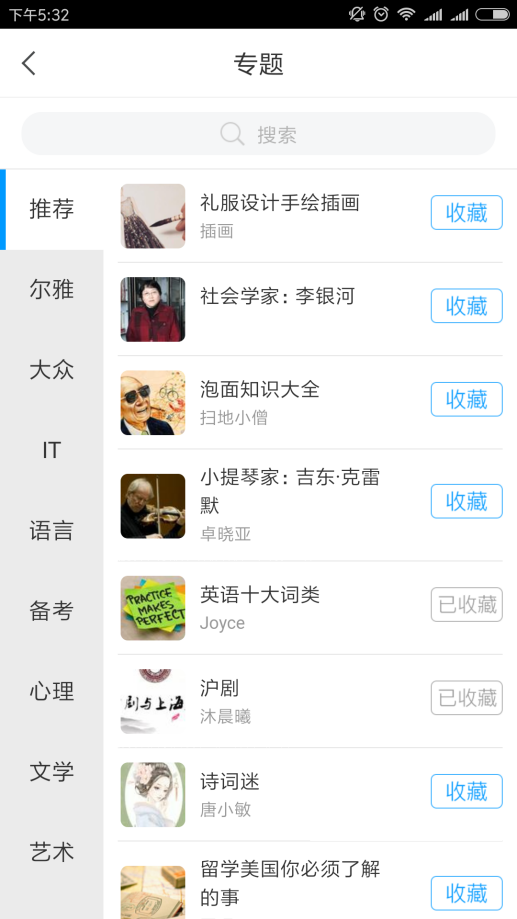 下午5:32
专题
搜索
推荐
尔雅
大众
IT
语言
备考
心理
文学
艺术
礼服设计手绘插画
插画
收藏
社会学家：李银河
收藏
泡面知识大全
扫地小僧
收藏
小提琴家：吉东·克雷
默
卓晓亚
收藏
PRACTICE
MAKES
PERFECT
英语十大词类
Joyce
已收藏
剧与上海
沪剧
沐晨曦
已收藏
诗词迷
唐小敏
收藏
留学美国你必须了解
的事
收藏